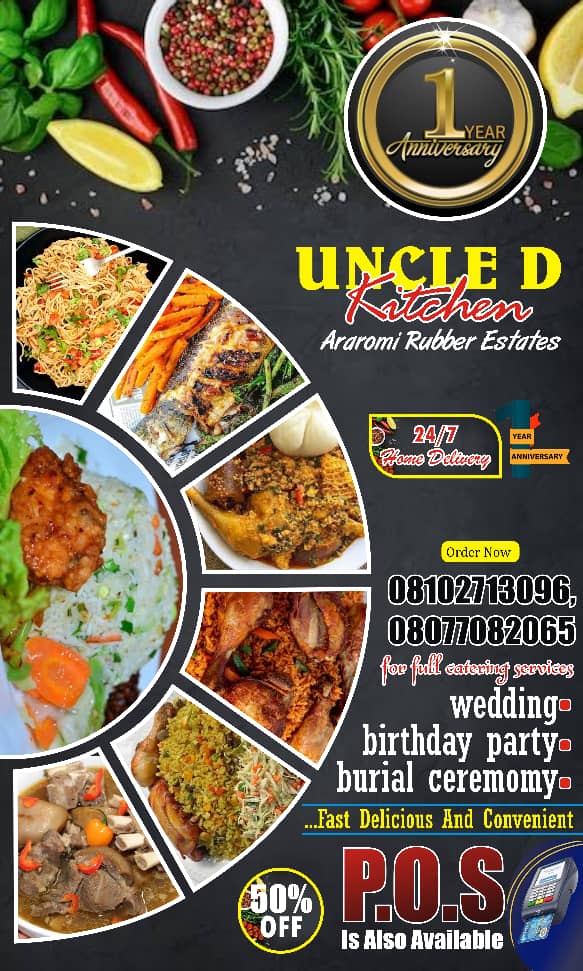 1 YEAR
Anniversary
UNCLE D
Kitchen
Araromi Rubber Estates
24/7
Home Delivery
1
YEAR
ANNIVERSARY
Order Now
08102713096,
08077082065
for full catering services
wedding•
birthday party•
burial ceremomy•
...Fast Delicious And Convenient
50%
OFF
P.O.S
Is Also Available